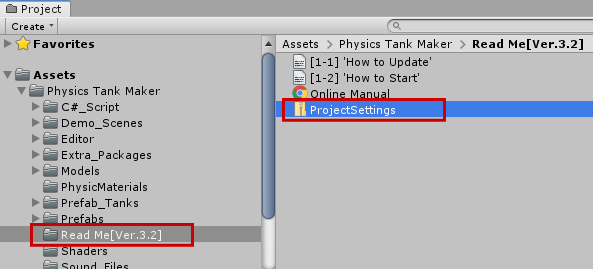 Project
Create
Favorites
Assets
Physics Tank Maker
C#_Script
Demo_Scenes
Editor
Extra_Packages
Models
PhysicMaterials
Prefab_Tanks
Prefabs
Read Me[Ver.3.2]
Shaders
Sound_Files
Assets Physics Tank Maker Read Me[Ver.3.2]
[1-1] 'How to Update'
[1-2] 'How to Start'
Online Manual
ProjectSettings